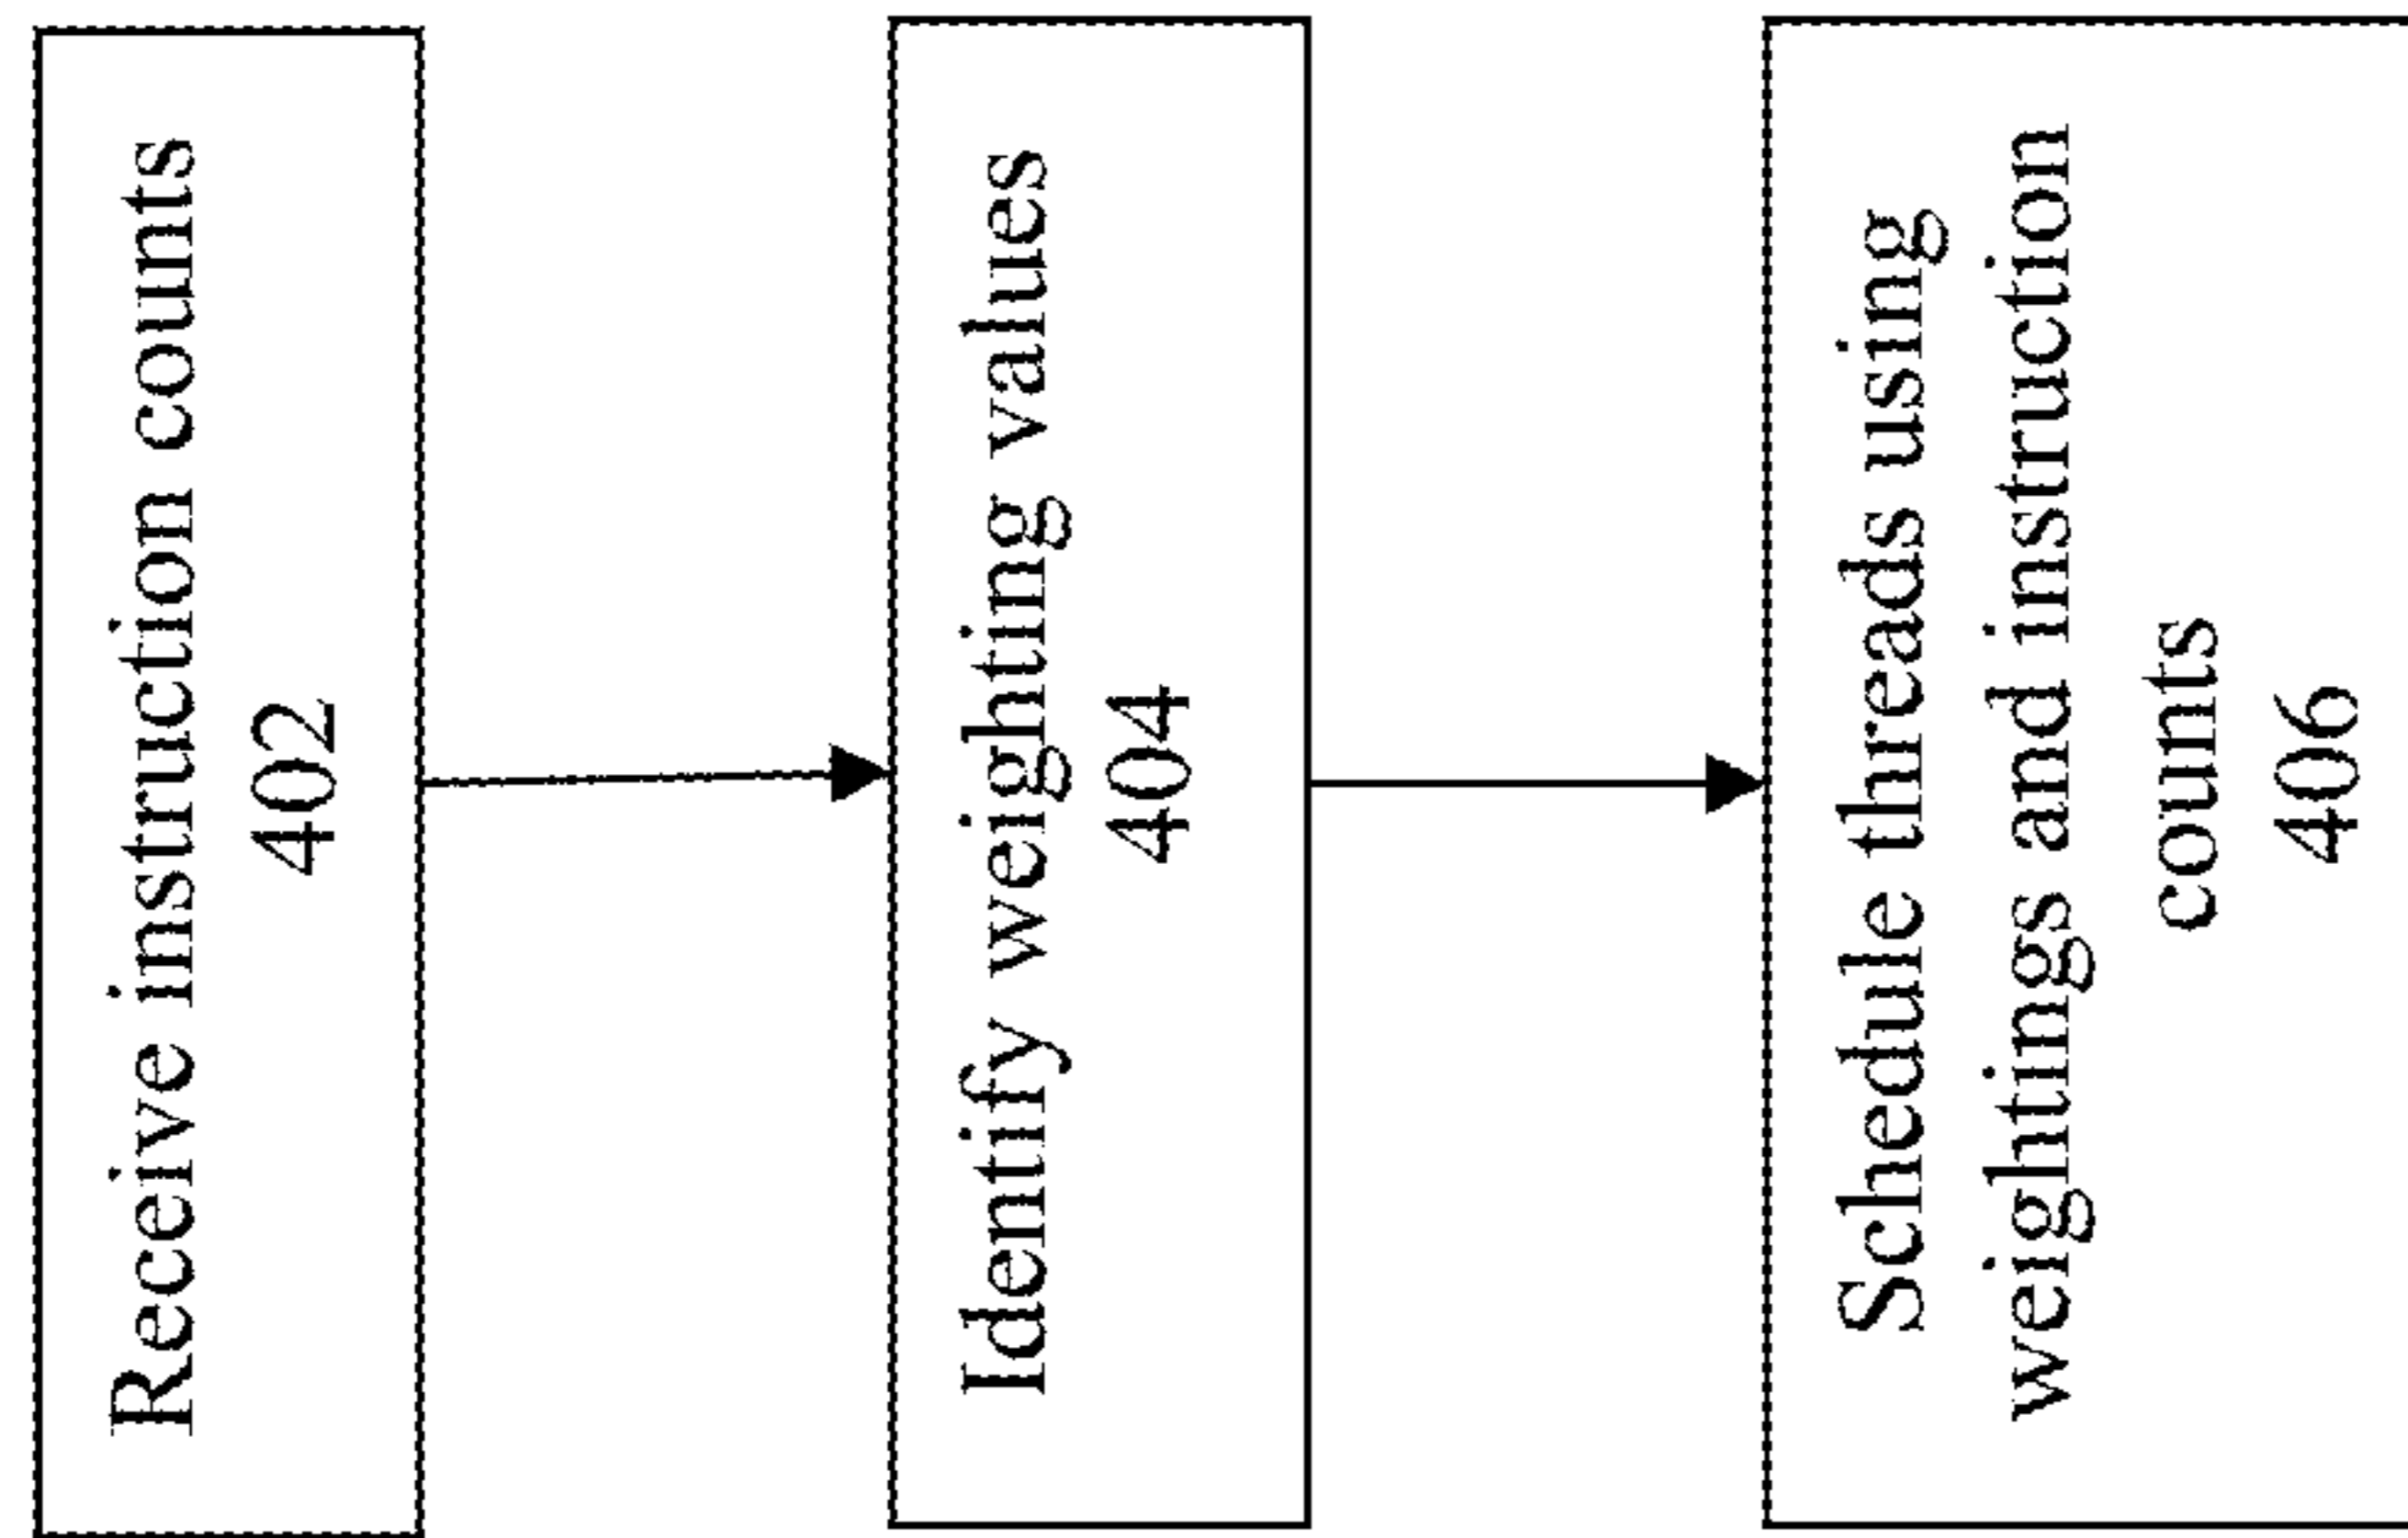 Receive instruction counts
402
Identify weighting values
404
Schedule threads using
weightings and instruction
counts
406